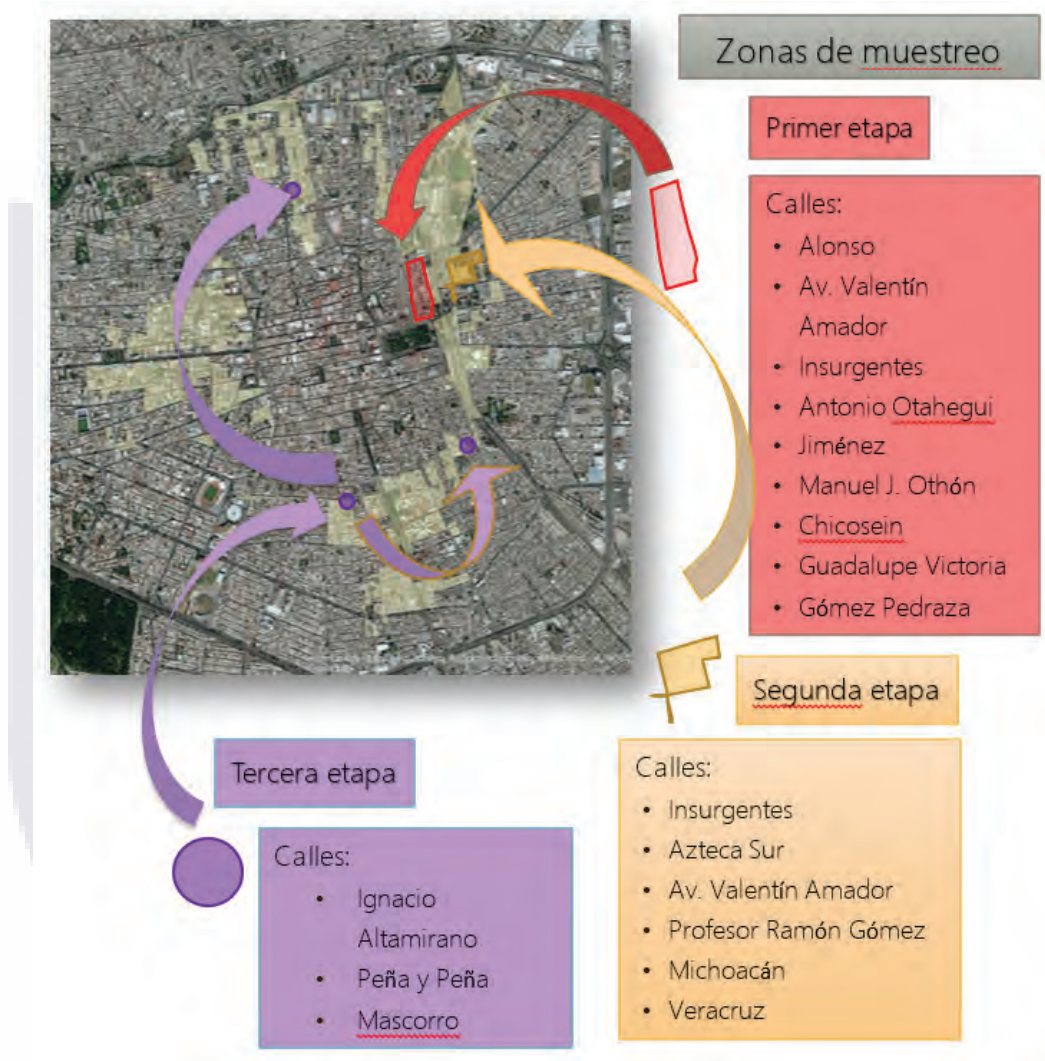 Zonas de muestreo
Primer etapa
Calles:
• Alonso
• Av. Valentín
Amador
• Insurgentes
• Antonio Otahegui
• Jiménez
• Manuel J. Othón
• Chicosein
• Guadalupe Victoria
• Gómez Pedraza
Segunda etapa
Calles:
• Insurgentes
• Azteca Sur
• Av. Valentín Amador
• Profesor Ramón Gómez
• Michoacán
• Veracruz
Tercera etapa
Calles:
• Ignacio
Altamirano
• Peña y Peña
• Mascorro